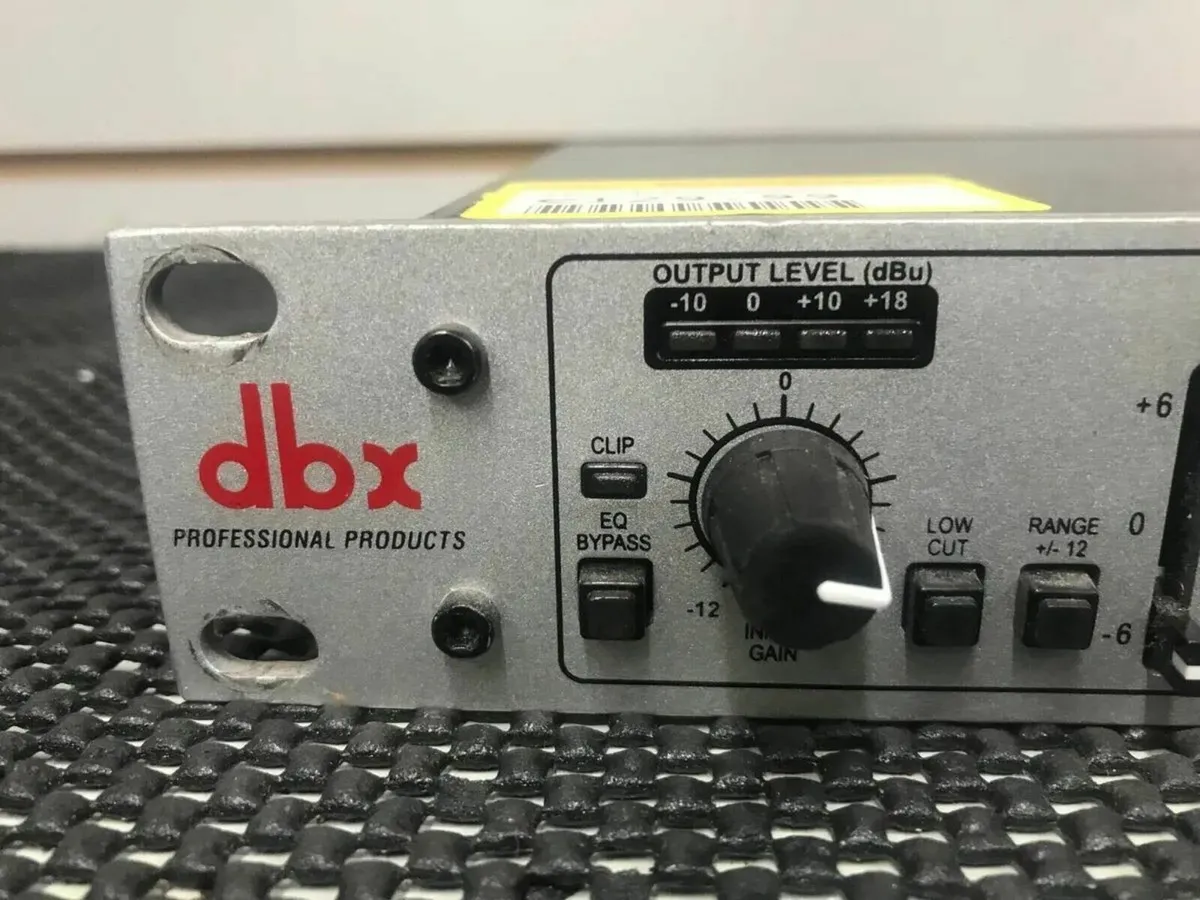 OUTPUT LEVEL (dBu)
-10 0 +10 +18
0
dbx
PROFESSIONAL PRODUCTS
CLIP
EQ
BYPASS
-12
GAIN
LOW
CUT
RANGE
+/- 12
+6
0
-6